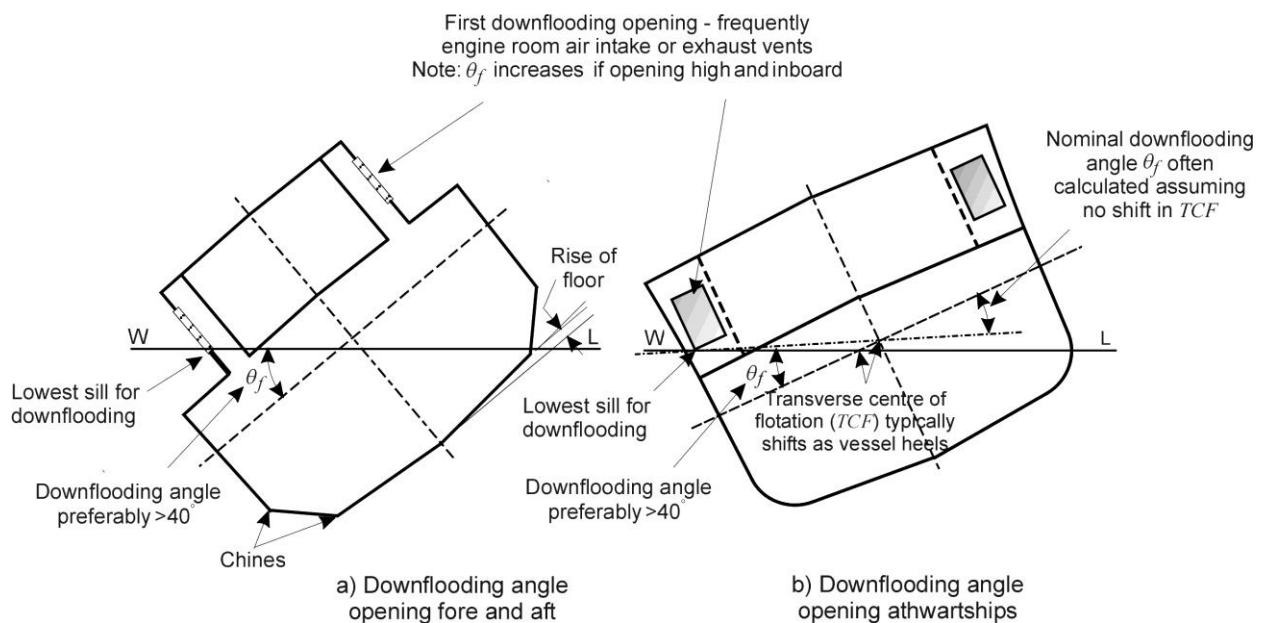 First downflooding opening - frequently
engine room air intake or exhaust vents
Note: θf increases if opening high and inboard
Nominal downflooding
angle θf often
calculated assuming
no shift in TCF
Rise of
floor
W
L
W
L
θf
θf
Lowest sill for
downflooding
Lowest sill for
downflooding
Transverse centre of
flotation (TCF) typically
shifts as vessel heels
Downflooding angle
preferably >40°
Downflooding angle
preferably >40°
Chines
a) Downflooding angle
opening fore and aft
b) Downflooding angle
opening athwartships